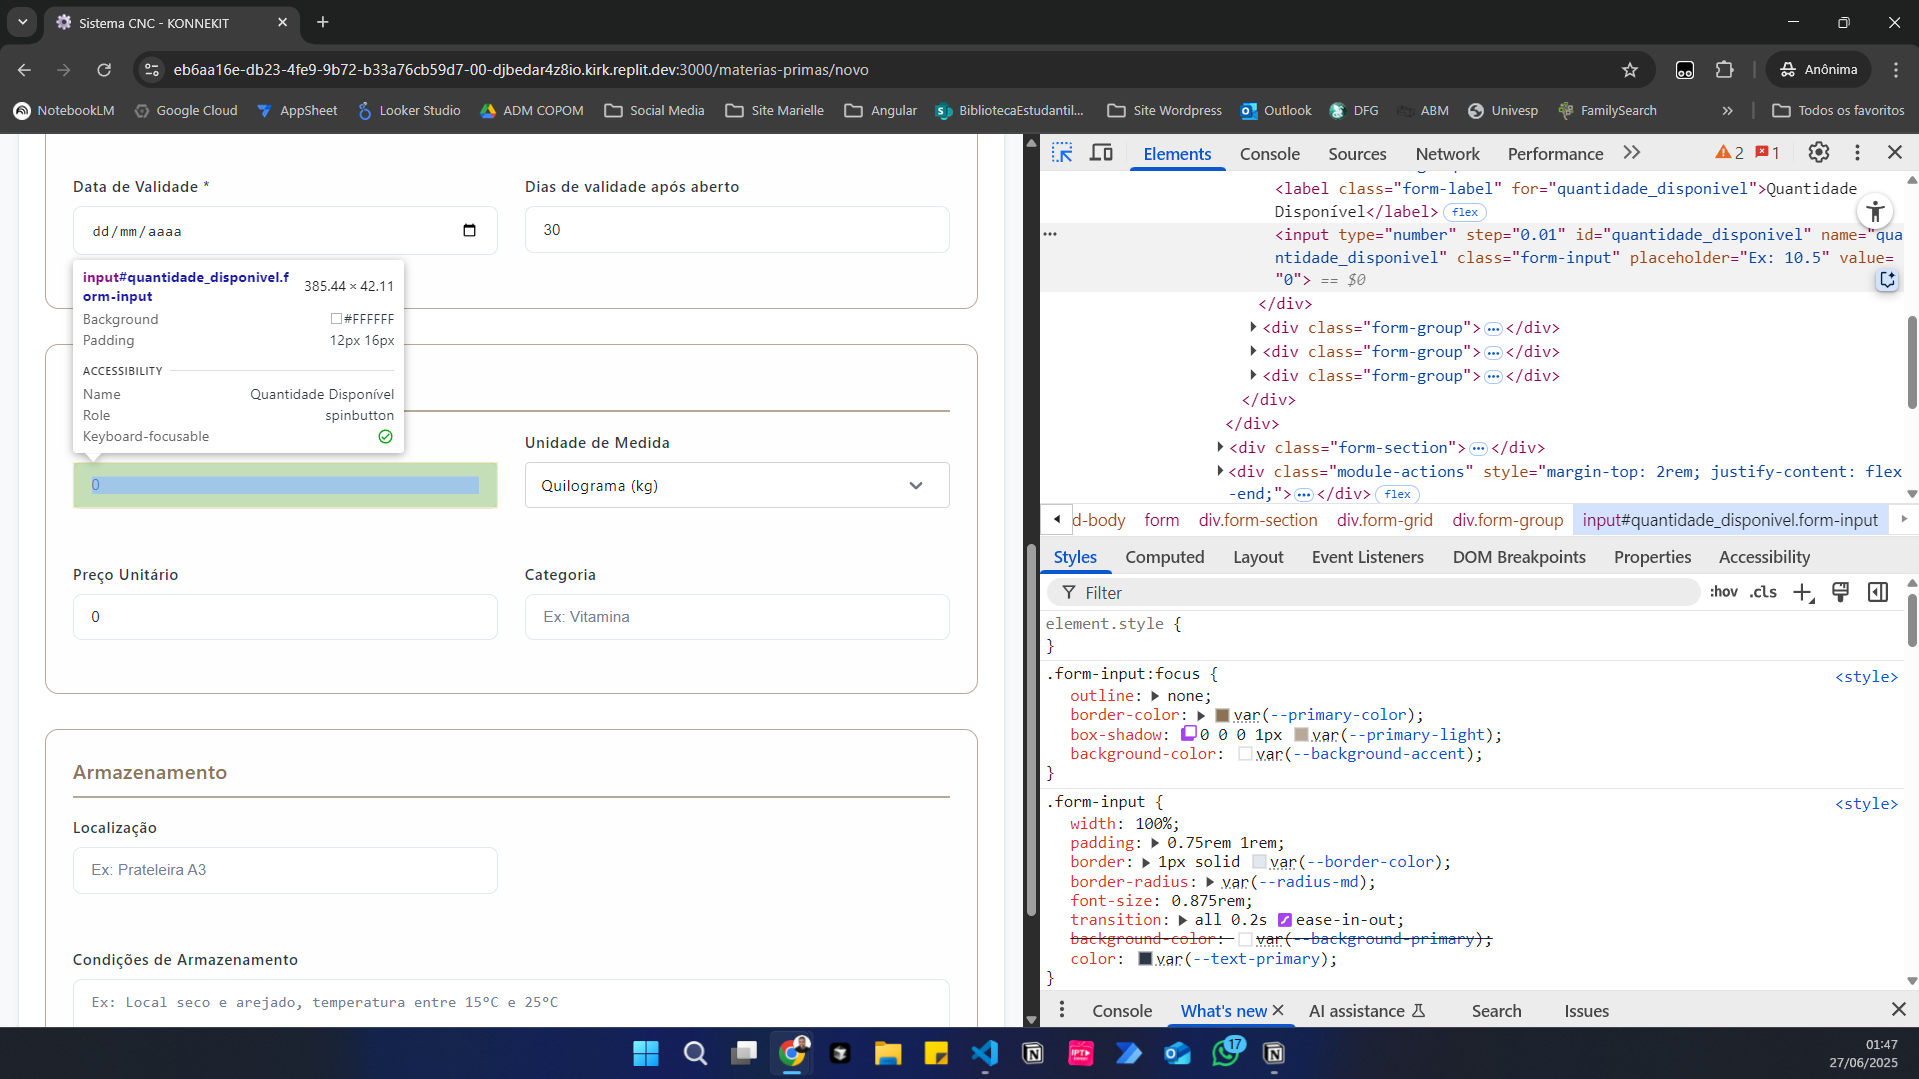 Sistema CNC - KONNEKIT
eb6aa16e-db23-4fe9-9b72-b33a76cb59d7-00-djbedar4z8io.kirk.replit.dev:3000/materias-primas/novo
Anônima
NotebookLM
Google Cloud
AppSheet
Looker Studio
ADM COPOM
Social Media
Site Marielle
Angular
BibliotecaEstudantil...
Site Wordpress
Outlook
DFG
ABM
Univesp
FamilySearch
»
Todos os favoritos
Data de Validade *
dd/mm/aaaa
Dias de validade após aberto
30
input#quantidade_disponivel.f
orm-input
385.44 × 42.11
Background
#FFFFFF
Padding
12px 16px
ACCESSIBILITY
Name
Quantidade Disponível
Role
spinbutton
Keyboard-focusable
0
Unidade de Medida
Quilograma (kg)
Preço Unitário
0
Categoria
Ex: Vitamina
Armazenamento
Localização
Ex: Prateleira A3
Condições de Armazenamento
Ex: Local seco e arejado, temperatura entre 15°C e 25°C
Elements
Console
Sources
Network
Performance
2
1
<label class="form-label" for="quantidade_disponivel">Quantidade
Disponível</label>
flex
<input type="number" step="0.01" id="quantidade_disponivel" name="qua
ntidade_disponivel" class="form-input" placeholder="Ex: 10.5" value=
"0"> == $0
</div>
<div class="form-group">…</div>
<div class="form-group">…</div>
<div class="form-group">…</div>
</div>
</div>
<div class="form-section">…</div>
<div class="module-actions" style="margin-top: 2rem; justify-content: flex
-end;">…</div>
flex
d-body
form
div.form-section
div.form-grid
div.form-group
input#quantidade_disponivel.form-input
Styles
Computed
Layout
Event Listeners
DOM Breakpoints
Properties
Accessibility
Filter
:hov
.cls
element.style {
}
.form-input:focus {
<style>
outline: none;
border-color: var(--primary-color);
box-shadow: 0 0 0 1px var(--primary-light);
background-color: var(--background-accent);
}
.form-input {
<style>
width: 100%;
padding: 0.75rem 1rem;
border: 1px solid var(--border-color);
border-radius: var(--radius-md);
font-size: 0.875rem;
transition: all 0.2s ease-in-out;
background-color: var(--background-primary);
color: var(--text-primary);
}
Console
What's new
AI assistance
Search
Issues
17
01:47
27/06/2025